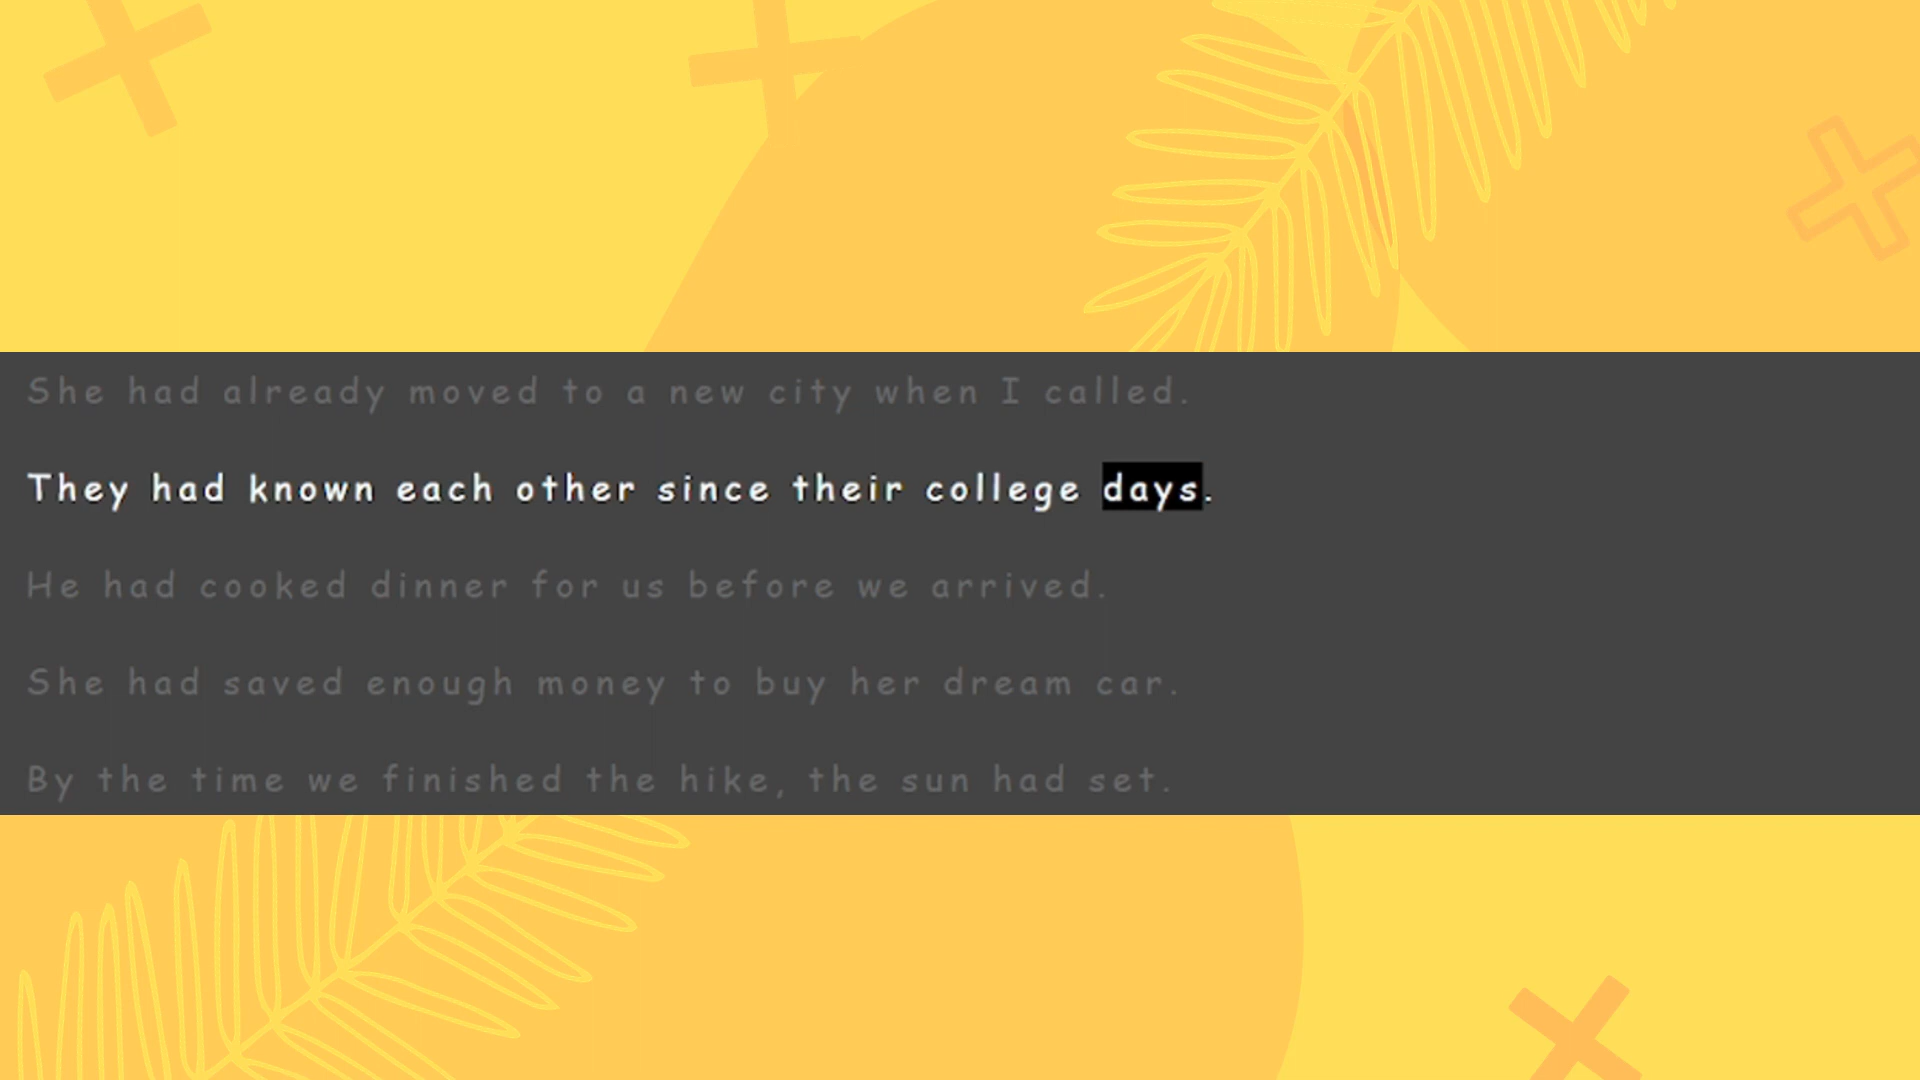 She had already moved to a new city when I called.
They had known each other since their college days.
He had cooked dinner for us before we arrived.
She had saved enough money to buy her dream car.
By the time we finished the hike, the sun had set.